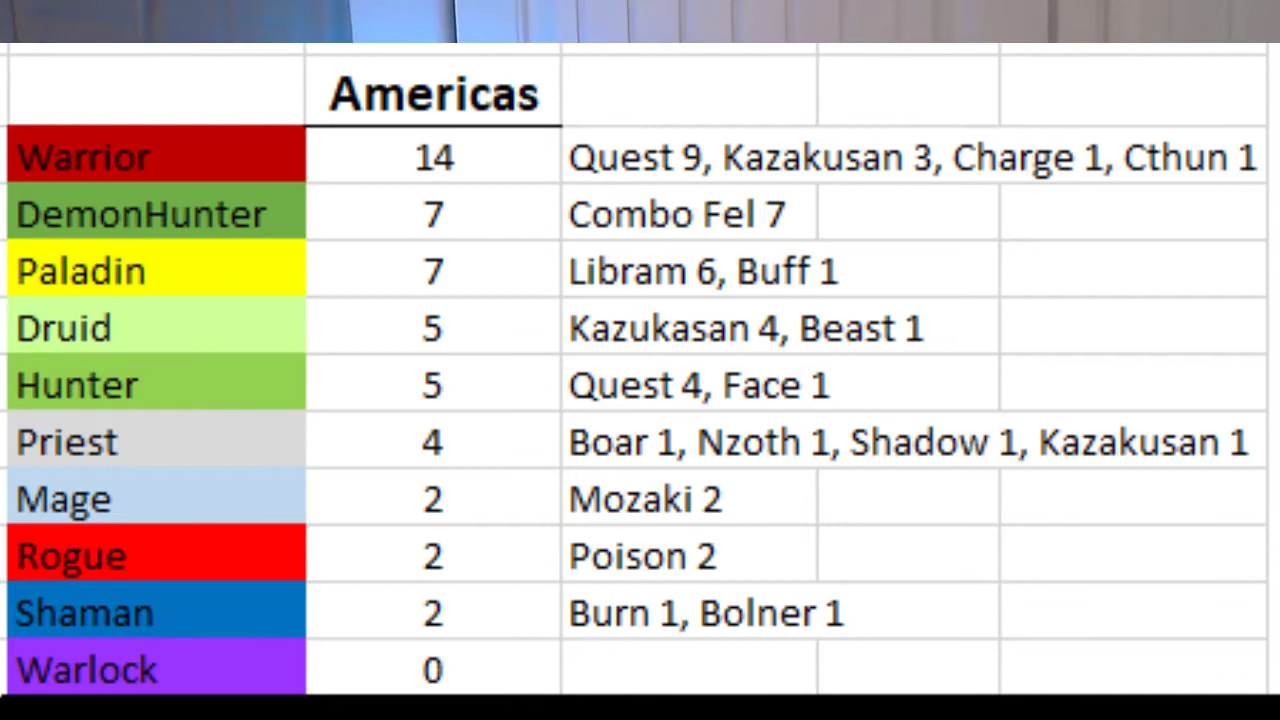 Americas
Warrior 14 Quest 9, Kazakusan 3, Charge 1, Cthun 1
DemonHunter 7 Combo Fel 7
Paladin 7 Libram 6, Buff 1
Druid 5 Kazukasan 4, Beast 1
Hunter 5 Quest 4, Face 1
Priest 4 Boar 1, Nzoth 1, Shadow 1, Kazakusan 1
Mage 2 Mozaki 2
Rogue 2 Poison 2
Shaman 2 Burn 1, Bolner 1
Warlock 0